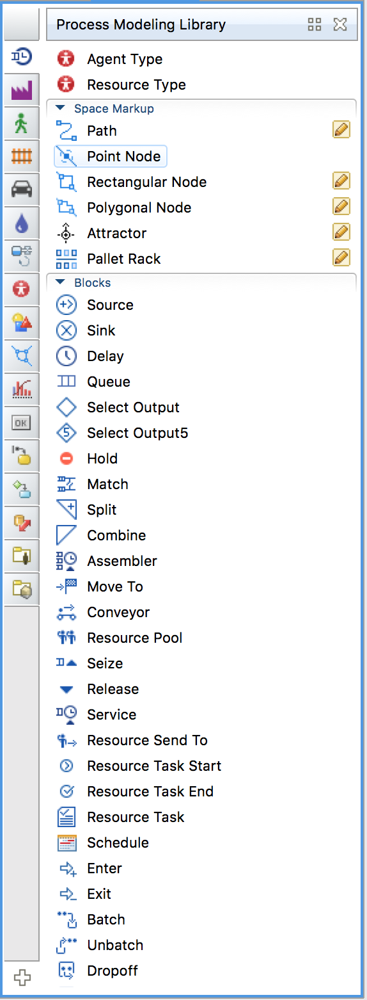 Process Modeling Library
Agent Type
Resource Type
Space Markup
Path
Point Node
Rectangular Node
Polygonal Node
Attractor
Pallet Rack
Blocks
Source
Sink
Delay
Queue
Select Output
5 Select Output5
Hold
Match
Split
Combine
Assembler
Move To
Conveyor
Resource Pool
Seize
Release
Service
Resource Send To
Resource Task Start
Resource Task End
Resource Task
Schedule
Enter
Exit
Batch
Unbatch
Dropoff
OK